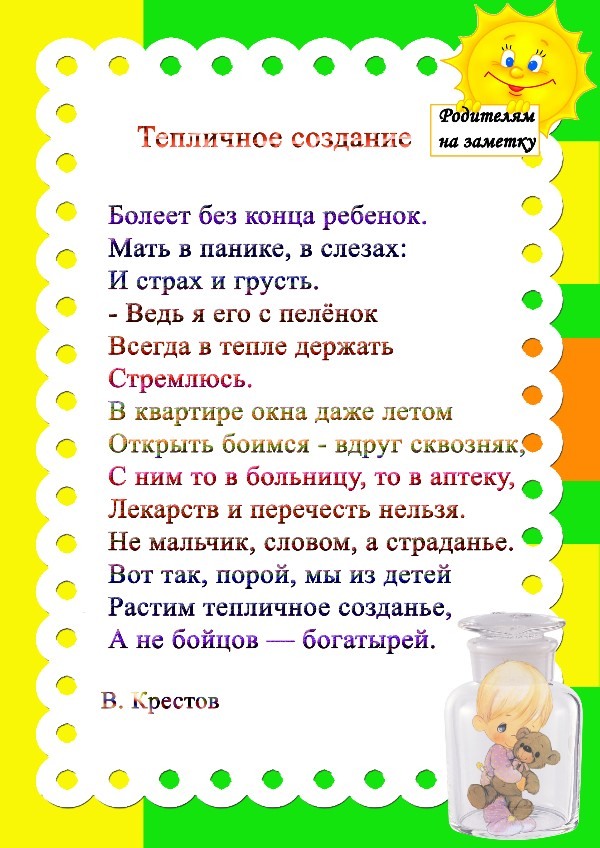 Родителям
на заметку
Тепличное создание
Болеет без конца ребенок.
Мать в панике, в слезах:
И страх и грусть.
- Ведь я его с пелёнок
Всегда в тепле держать
Стремлюсь.
В квартире окна даже летом
Открыть боимся - вдруг сквозняк,
С ним то в больницу, то в аптеку,
Лекарств и перечесть нельзя.
Не мальчик, словом, а страданье.
Вот так, порой, мы из детей
Растим тепличное созданье,
А не бойцов — богатырей.
В. Крестов